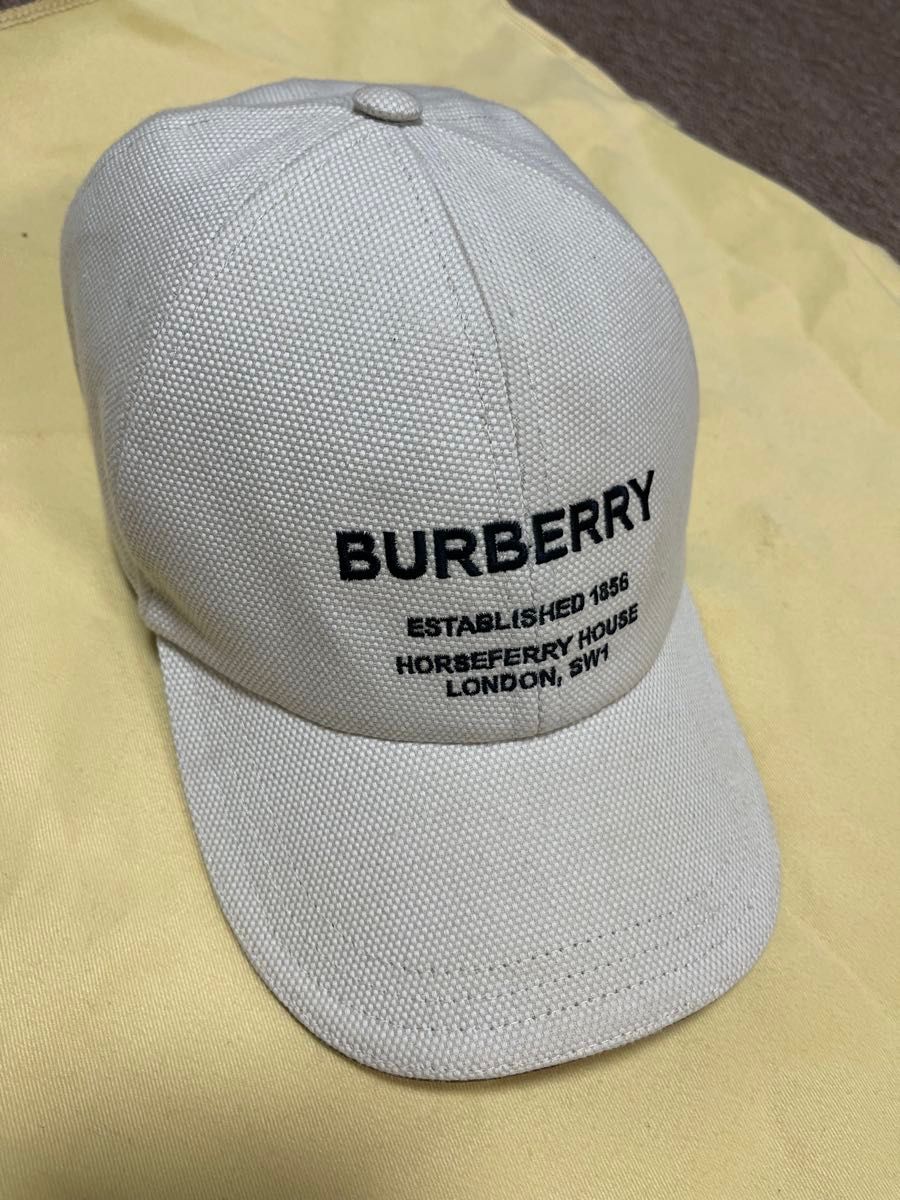 BURBERRY
ESTABLISHED 1856
HORSEFERRY HOUSE
LONDON, SW1